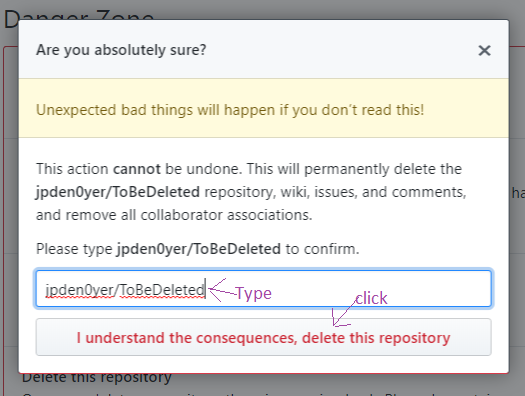 Danger Zone
Are you absolutely sure?
Unexpected bad things will happen if you don't read this!
This action cannot be undone. This will permanently delete the
jpden0yer/ToBeDeleted repository, wiki, issues, and comments,
and remove all collaborator associations.
Please type jpden0yer/ToBeDeleted to confirm.
jpden0yer/ToBeDeleted
Type
click
I understand the consequences, delete this repository
Delete this repository